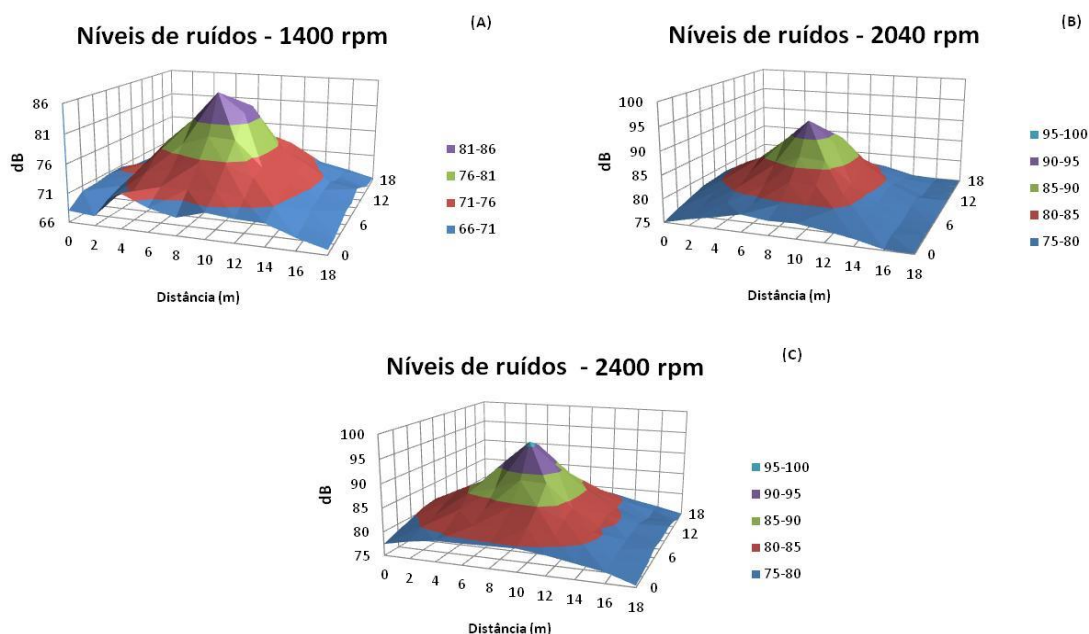 (A)
Níveis de ruídos - 1400 rpm
86
81
76
71
66
dB
0 2 4 6 8 10 12 14 16 18
0
6
12
18
Distância (m)
81-86
76-81
71-76
66-71
(B)
Níveis de ruídos - 2040 rpm
100
95
90
85
80
75
dB
0 2 4 6 8 10 12 14 16 18
0
6
12
18
Distância (m)
95-100
90-95
85-90
80-85
75-80
(C)
Níveis de ruídos - 2400 rpm
100
95
90
85
80
75
dB
0 2 4 6 8 10 12 14 16 18
0
6
12
18
Distância (m)
95-100
90-95
85-90
80-85
75-80